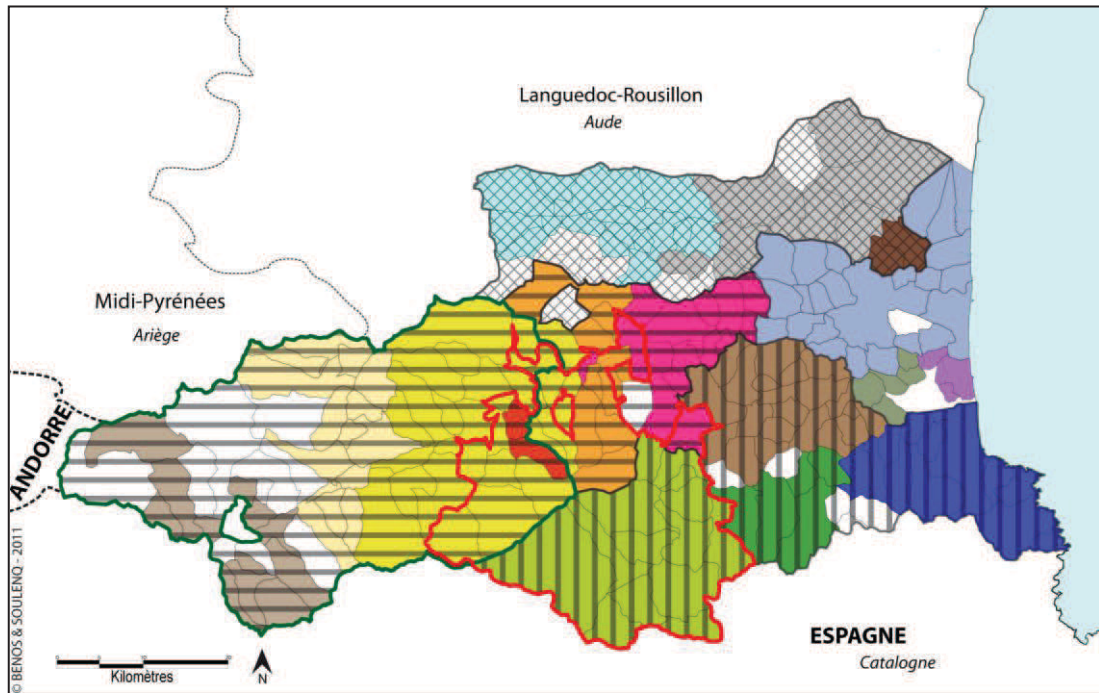 Languedoc-Rousillon
Aude
Midi-Pyrénées
Ariège
ANDORRE
ESPAGNE
Catalogne
Kilomètres
N
© BENOS & SOULENQ - 2011